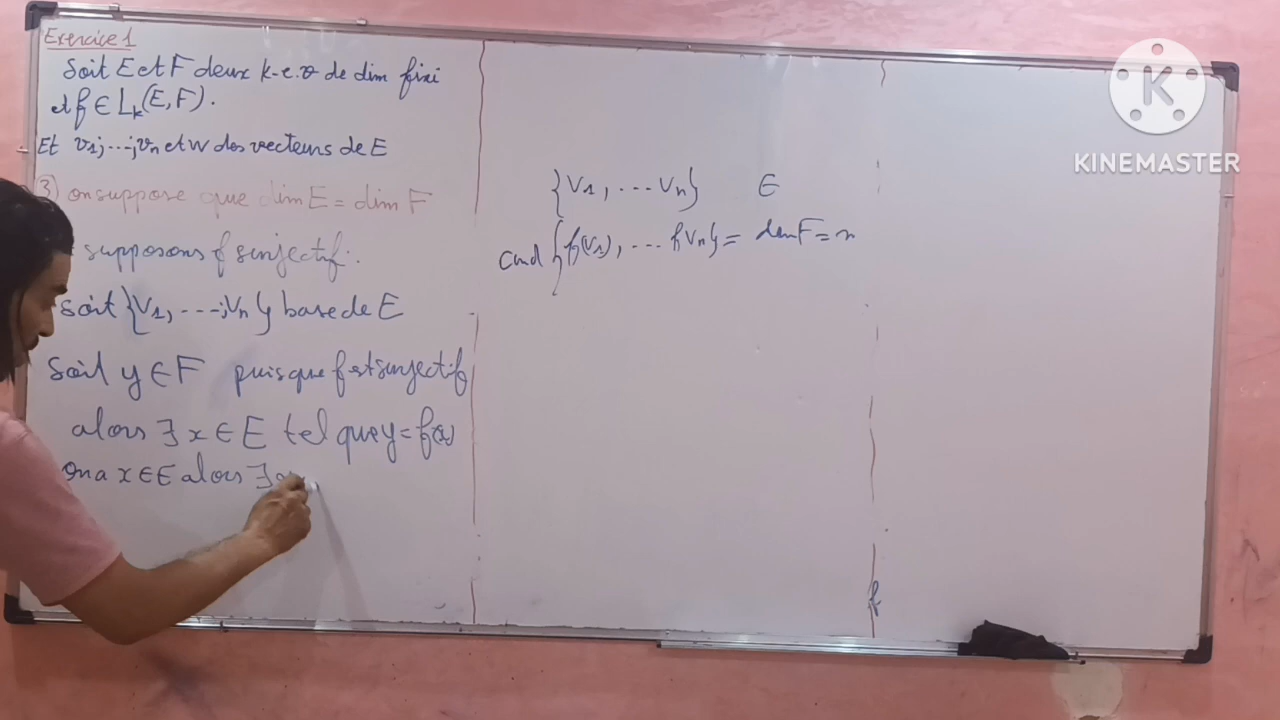 Exercice 1
Soit E et F deux k-e.v de dim fini
et f ∈ L_k(E, F).
Et v1; ...; vn et w des vecteurs de E
3) on suppose que dim E = dim F
supposons f surjectif.
soit {V1, ...; Vn} base de E
Soit y ∈ F puisque f est surjectif
alors ∃ x ∈ E tel que y = f(x)
on a x ∈ E alors ∃
{V1, ... Vn} E
card {f(V1), ... f Vn} = dim F = n
K
KINEMASTER